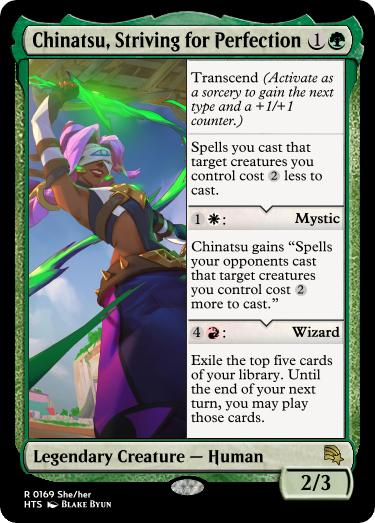 Chinatsu, Striving for Perfection 1
Transcend (Activate as
a sorcery to gain the next
type and a +1/+1
counter.)
Spells you cast that
target creatures you
control cost 2 less to
cast.
1 : Mystic
Chinatsu gains “Spells
your opponents cast
that target creatures
you control cost 2
more to cast.”
4 : Wizard
Exile the top five cards
of your library. Until
the end of your next
turn, you may play
those cards.
Legendary Creature — Human
2/3
R 0169 She/her
HTS Blake Byun